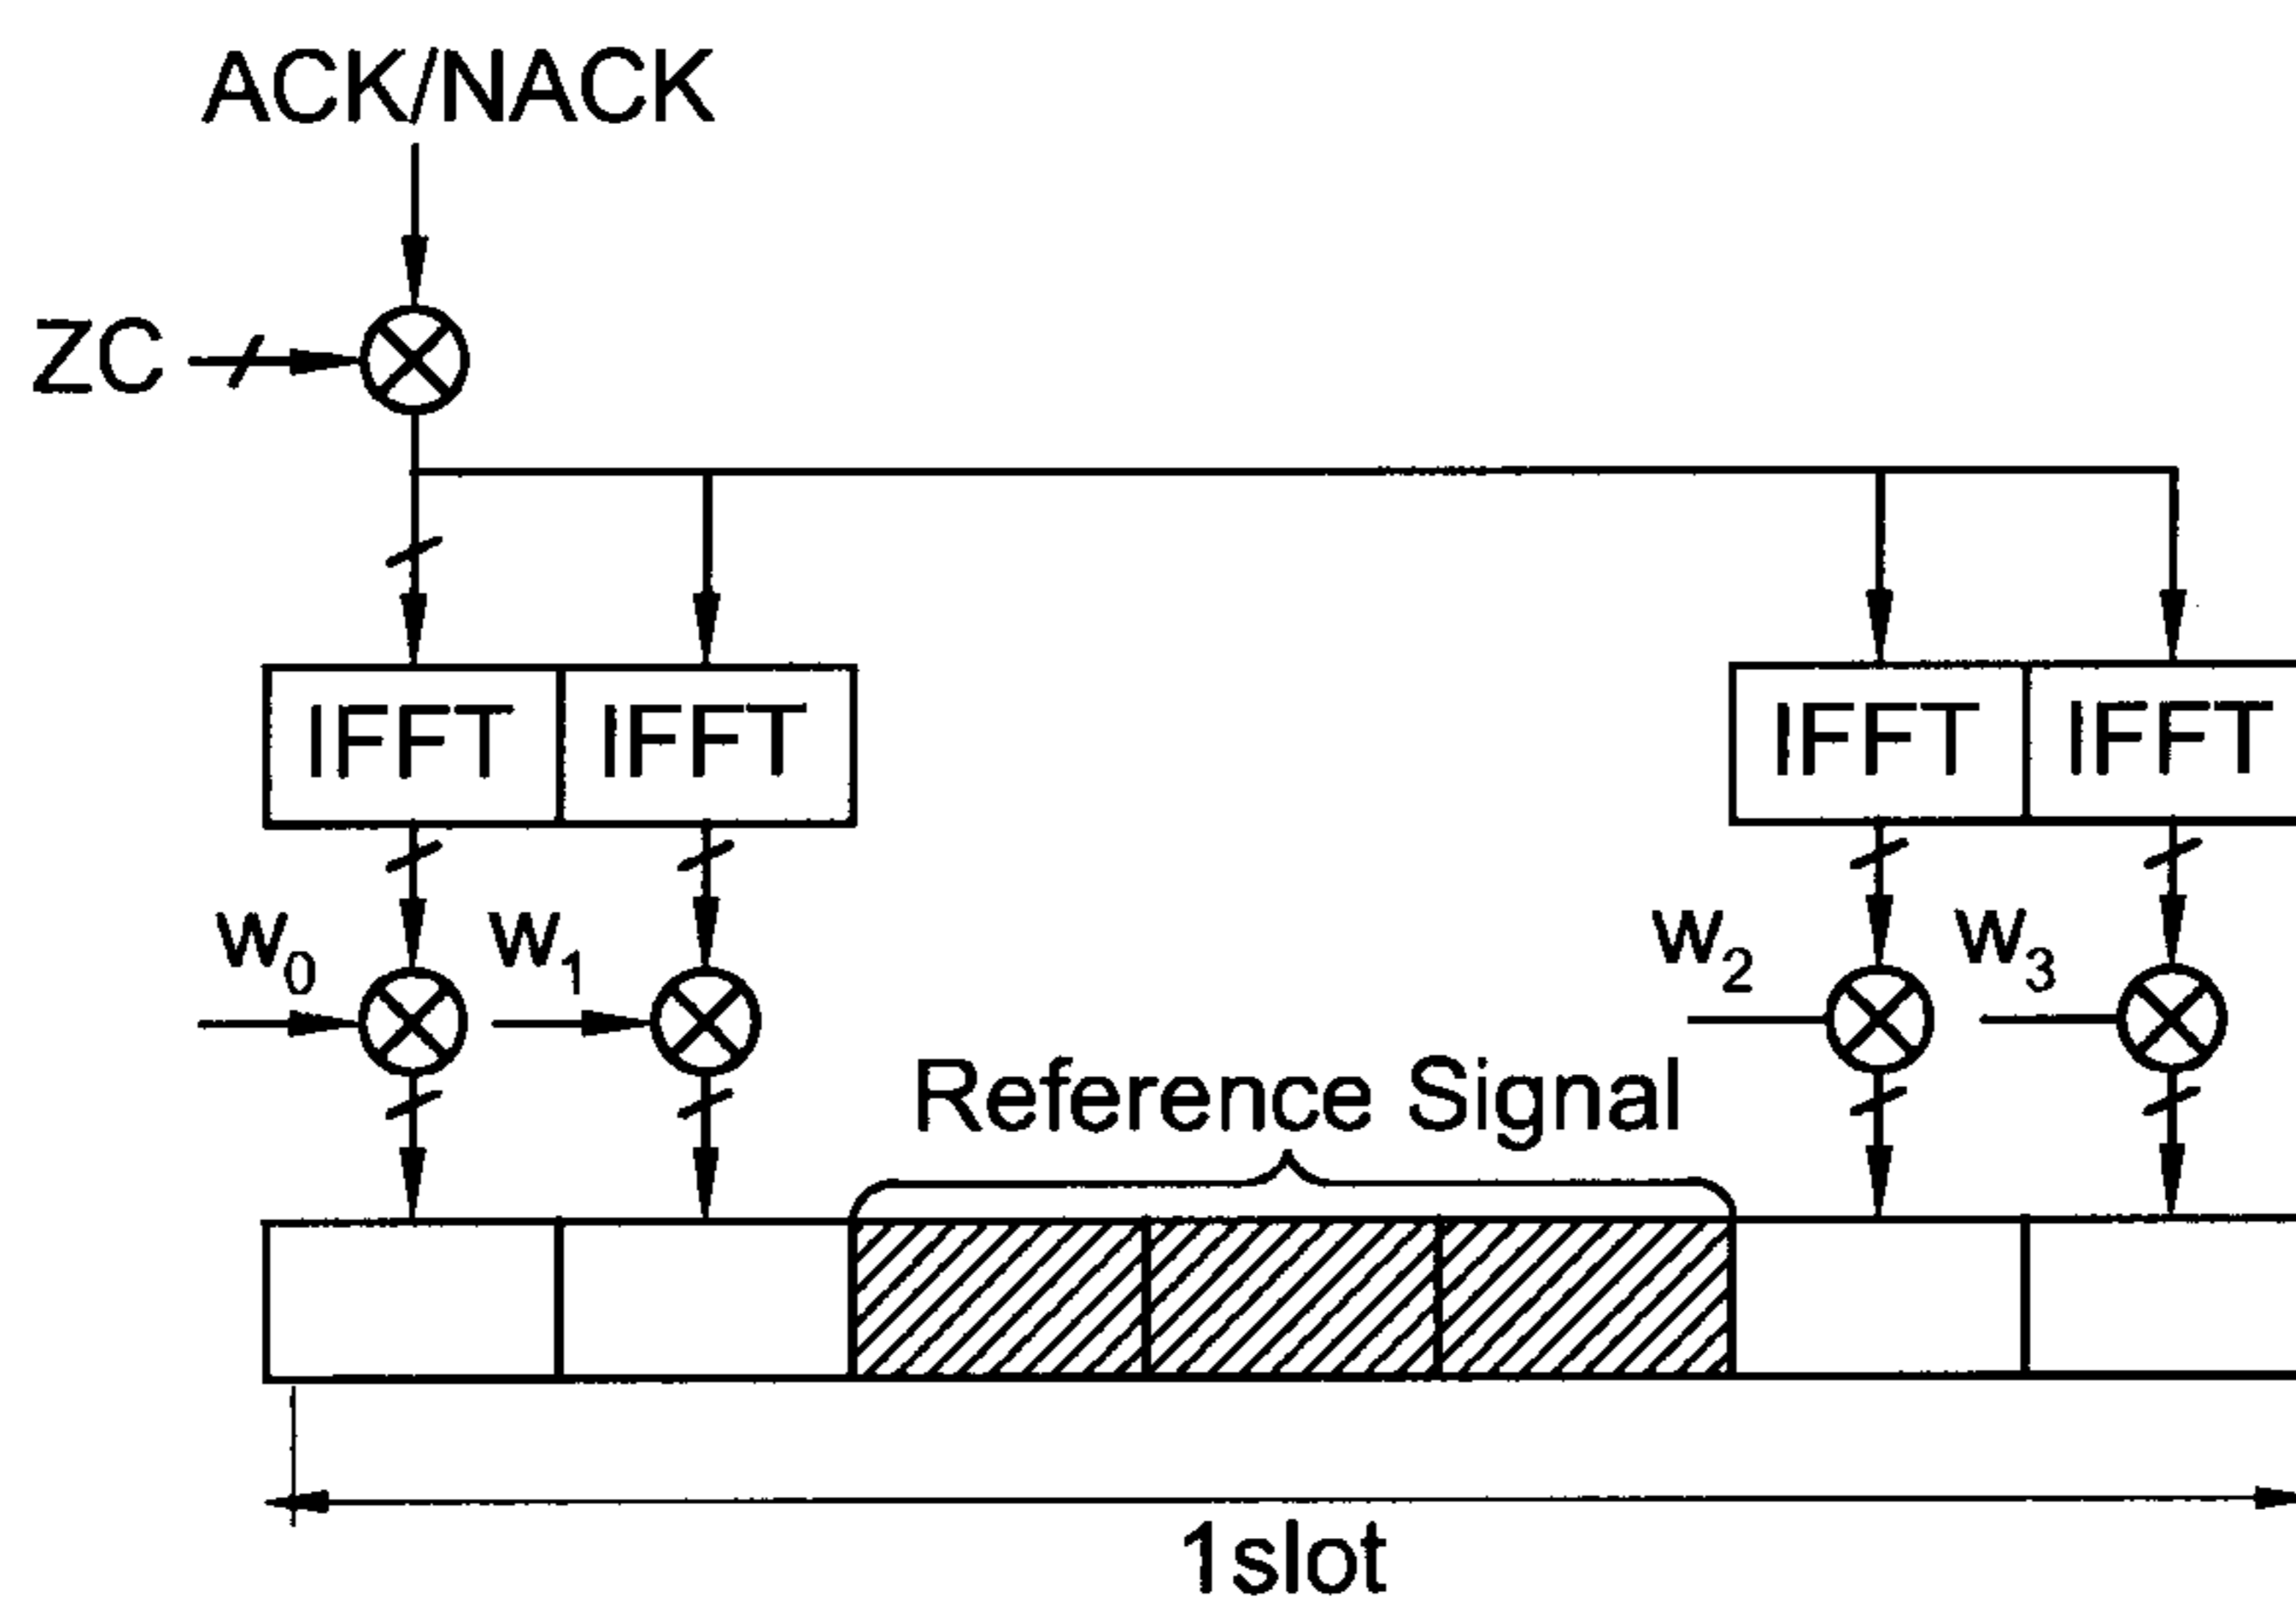 ACK/NACK
ZC
IFFT IFFT IFFT IFFT
w0 w1 w2 w3
Reference Signal
1slot